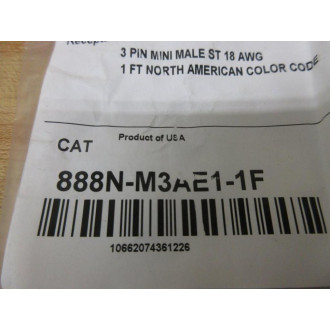 Recept
3 PIN MINI MALE ST 18 AWG
1 FT NORTH AMERICAN COLOR CODE
Product of USA
CAT
888N-M3AE1-1F
10662074361226